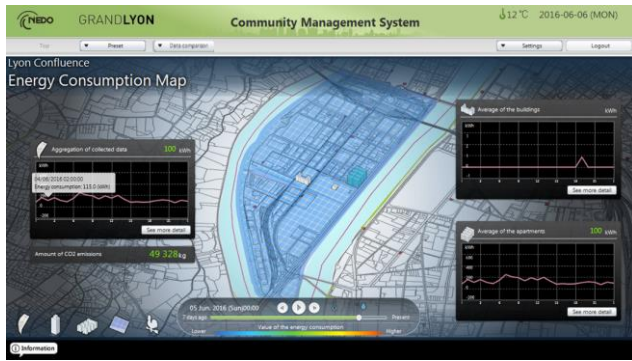 NEDO GRANDLYON Community Management System 12 °C 2016-06-06 (MON)
Top Preset Data comparison Settings Logout
Lyon Confluence
Energy Consumption Map
Aggregation of collected data 100 kWh
kWh
04/06/2016 02:00:00
Energy consumption: 113.0 (kWh)
See more detail
Amount of CO2 emissions 49 328 kg
Average of the buildings kWh
kWh
See more detail
Average of the apartments 100 kWh
kWh
See more detail
05 Jun. 2016 (Sun)00:00
7 days ago Present
Lower Value of the energy consumption Higher
Information